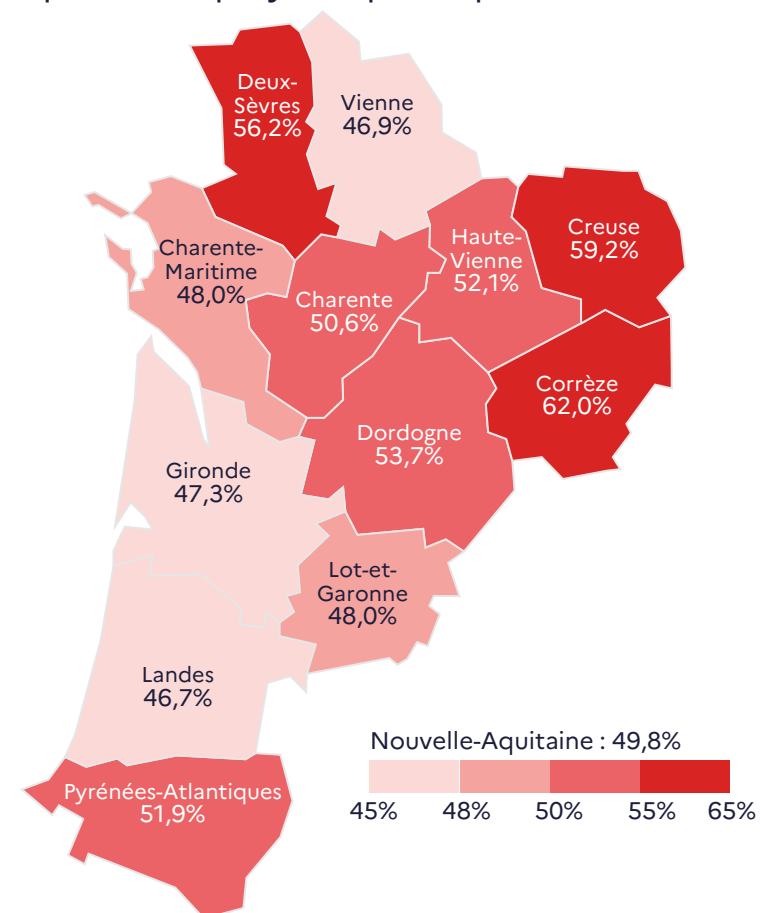 Deux-
Sèvres
56,2%
Vienne
46,9%
Charente-
Maritime
48,0%
Charente
50,6%
Haute-
Vienne
52,1%
Creuse
59,2%
Corrèze
62,0%
Dordogne
53,7%
Gironde
47,3%
Lot-et-
Garonne
48,0%
Landes
46,7%
Pyrénées-Atlantiques
51,9%
Nouvelle-Aquitaine : 49,8%
45% 48% 50% 55% 65%